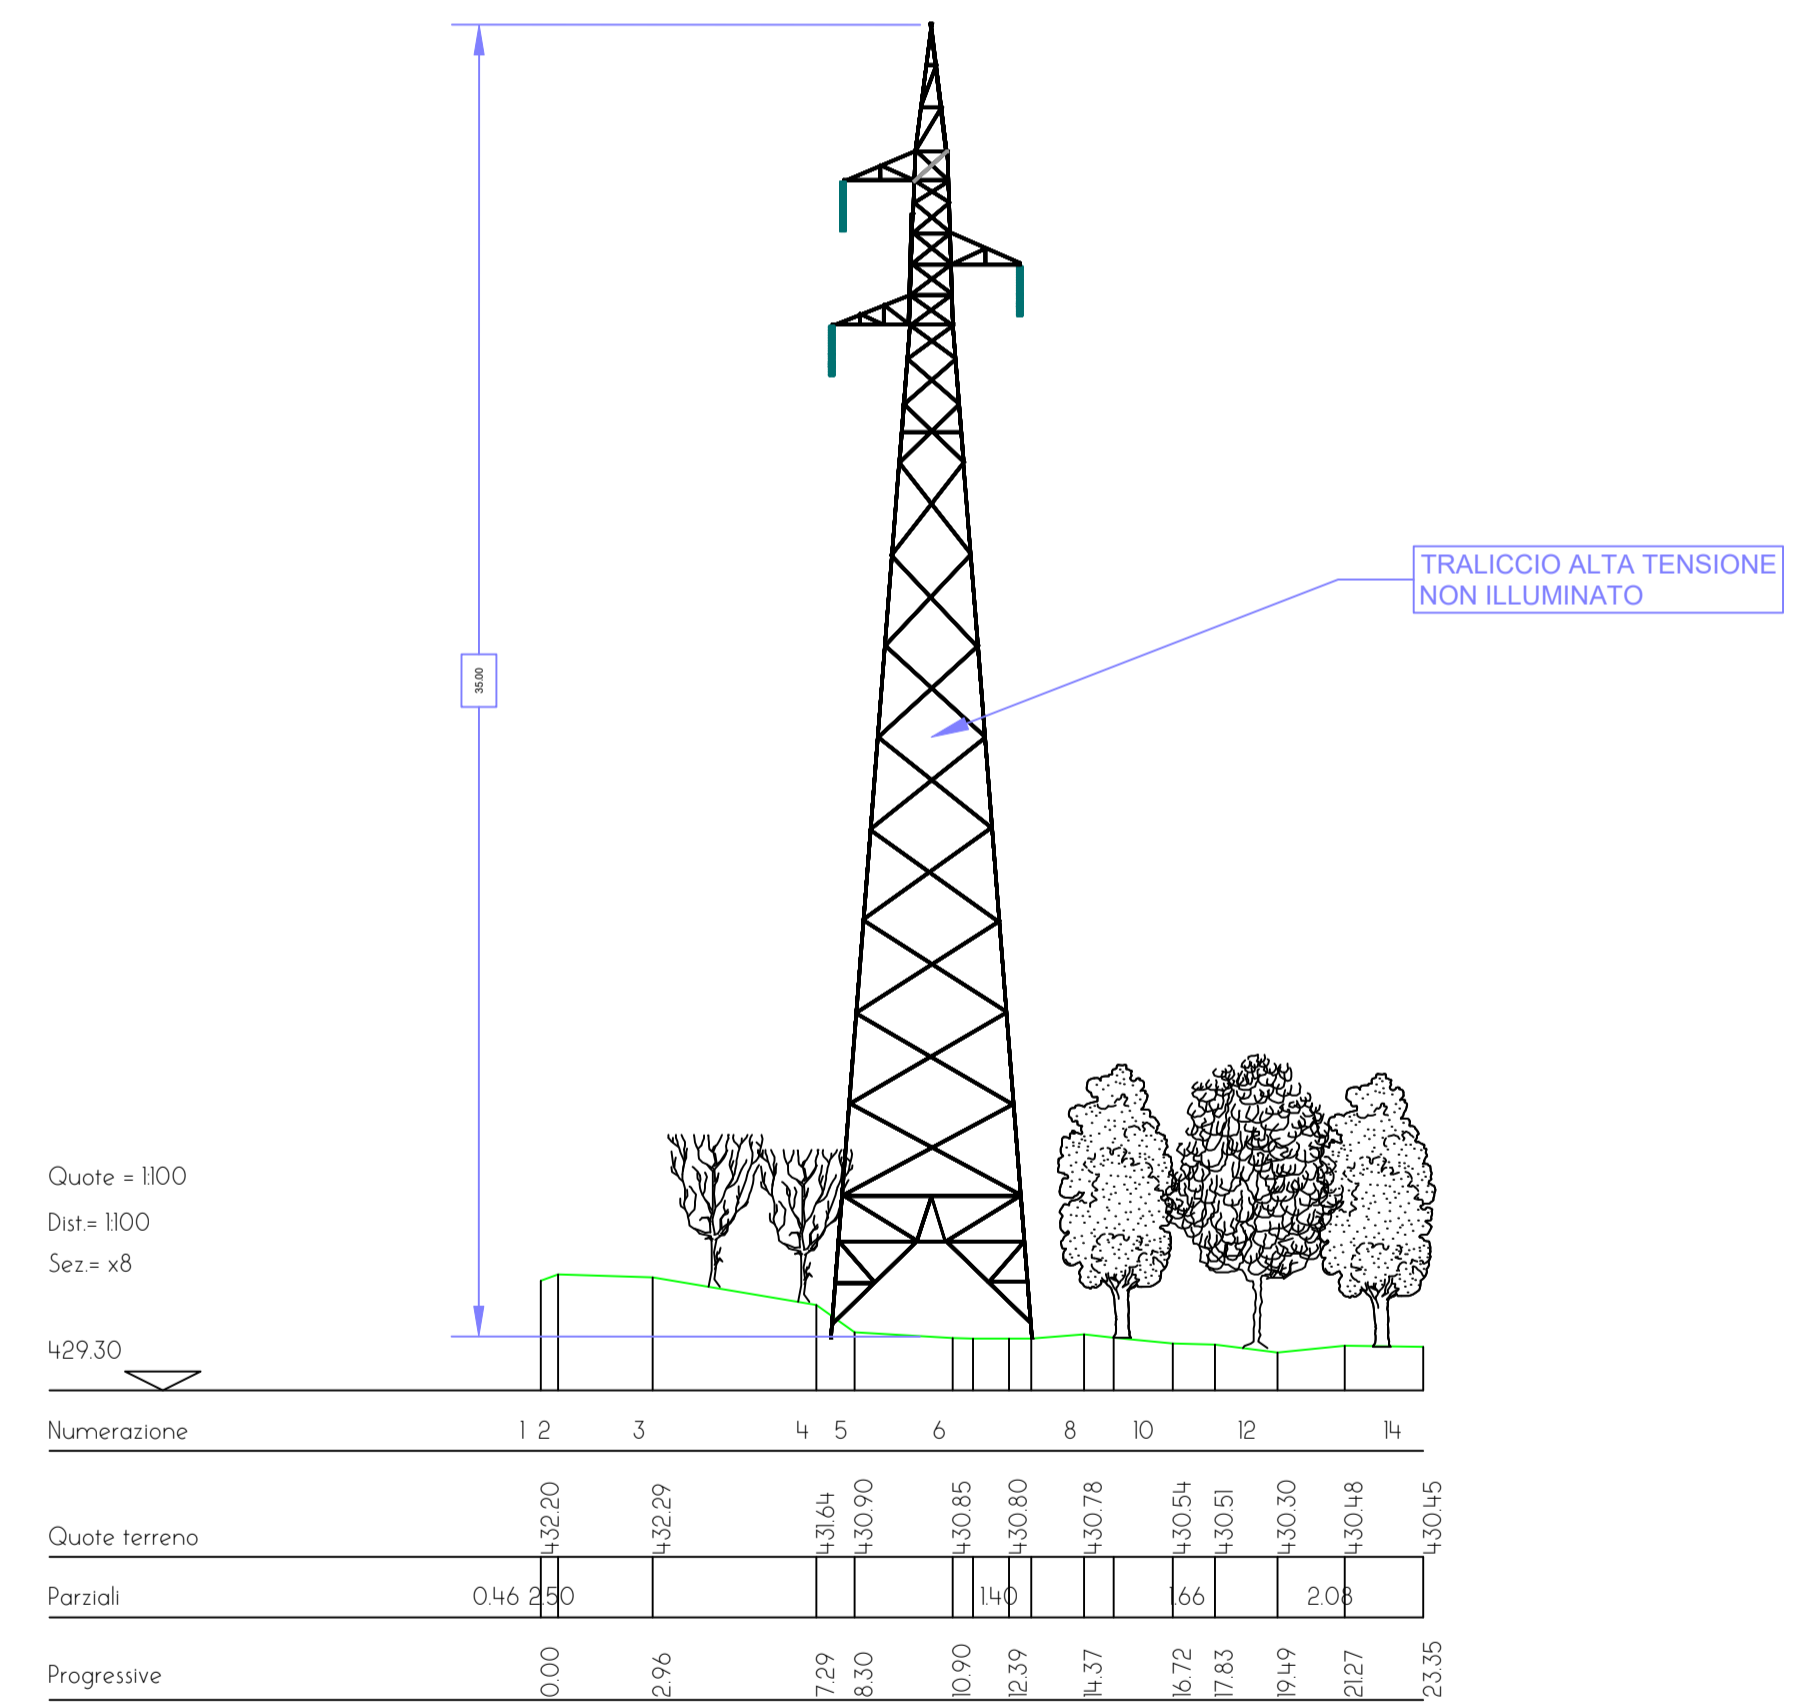 TRALICCIO ALTA TENSIONE
NON ILLUMINATO
35.00
Quote = 1:100
Dist.= 1:100
Sez.= x8
429.30
Numerazione 1 2 3 4 5 6 8 10 12 14
Quote terreno 432.20 432.29 431.64 430.90 430.85 430.80 430.78 430.54 430.51 430.30 430.48 430.45
Parziali 0.46 2.50 1.40 1.66 2.08
Progressive 0.00 2.96 7.29 8.30 10.90 12.39 14.37 16.72 17.83 19.49 21.27 23.35